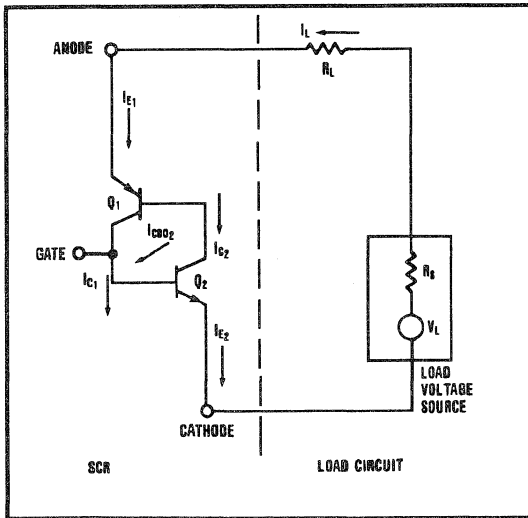 ANODE
I_L
R_L
I_E1
Q1
I_CBO2
GATE
I_C1
I_C2
Q2
I_E2
R_S
V_L
LOAD
VOLTAGE
SOURCE
CATHODE
SCR
LOAD CIRCUIT